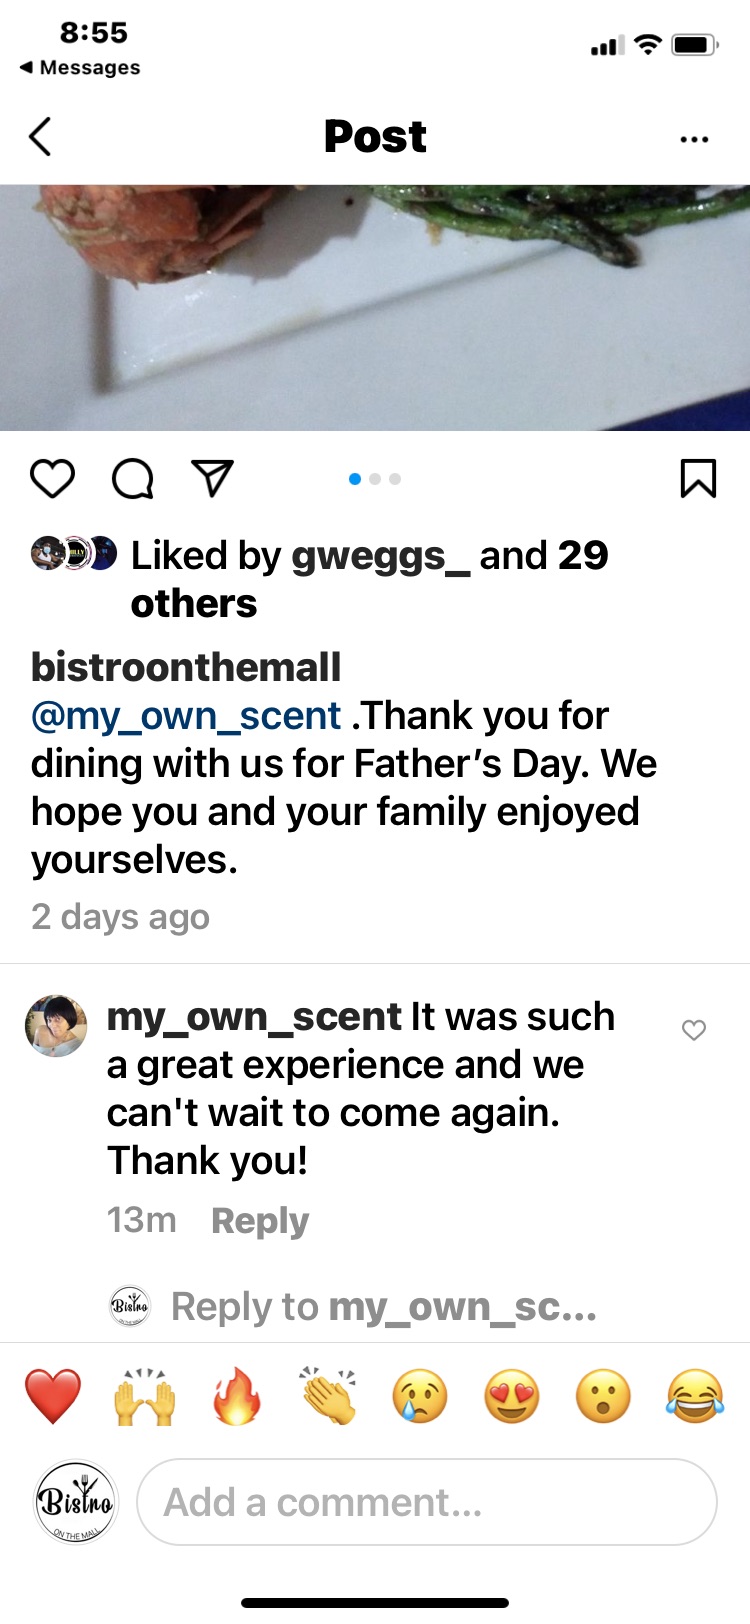 8:55
Messages
Post
Liked by gweggs_ and 29
others
bistroonthemall
@my_own_scent .Thank you for
dining with us for Father's Day. We
hope you and your family enjoyed
yourselves.
2 days ago
my_own_scent It was such
a great experience and we
can't wait to come again.
Thank you!
13m Reply
Bistro
Reply to my_own_sc...
Bistro
ON THE MALL
Add a comment...